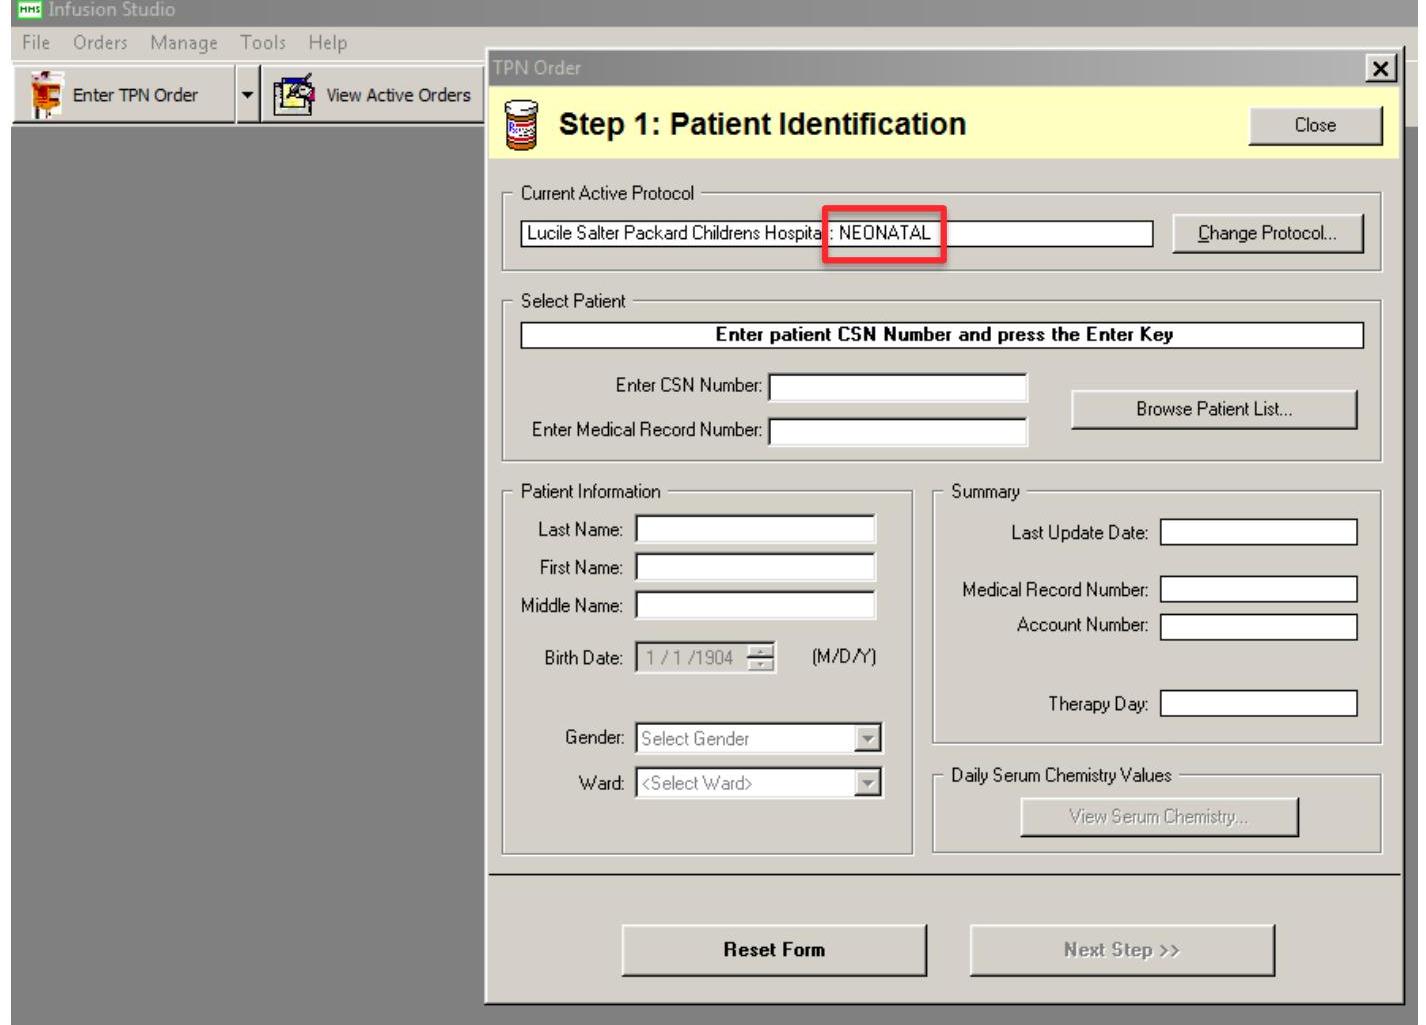 HMS Infusion Studio
File Orders Manage Tools Help
Enter TPN Order
View Active Orders
TPN Order
Step 1: Patient Identification
Close
Current Active Protocol
Lucile Salter Packard Childrens Hospital : NEONATAL
Change Protocol...
Select Patient
Enter patient CSN Number and press the Enter Key
Enter CSN Number:
Browse Patient List...
Enter Medical Record Number:
Patient Information
Last Name:
First Name:
Middle Name:
Birth Date: 1 / 1 /1904 (M/D/Y)
Gender: Select Gender
Ward: <Select Ward>
Summary
Last Update Date:
Medical Record Number:
Account Number:
Therapy Day:
Daily Serum Chemistry Values
View Serum Chemistry...
Reset Form
Next Step >>